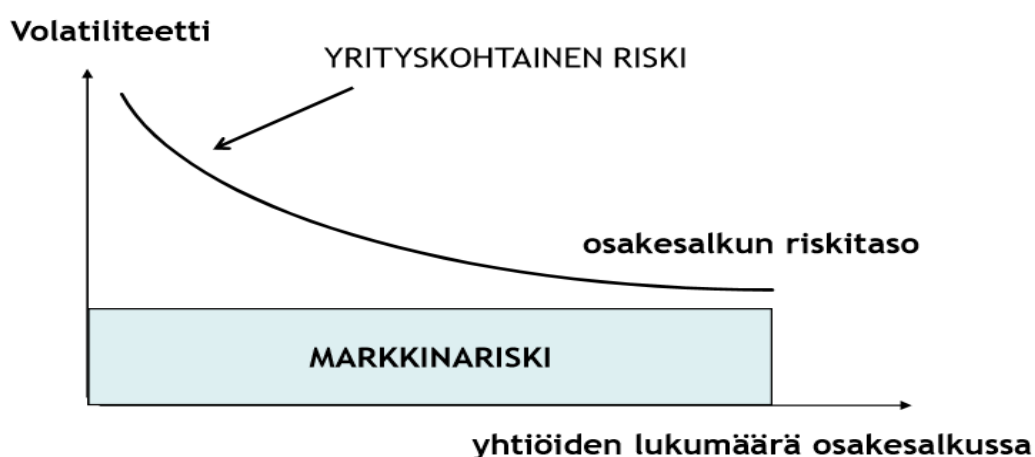 Volatiliteetti
YRITYSKOHTAINEN RISKI
osakesalkun riskitaso
MARKKINARISKI
yhtiöiden lukumäärä osakesalkussa